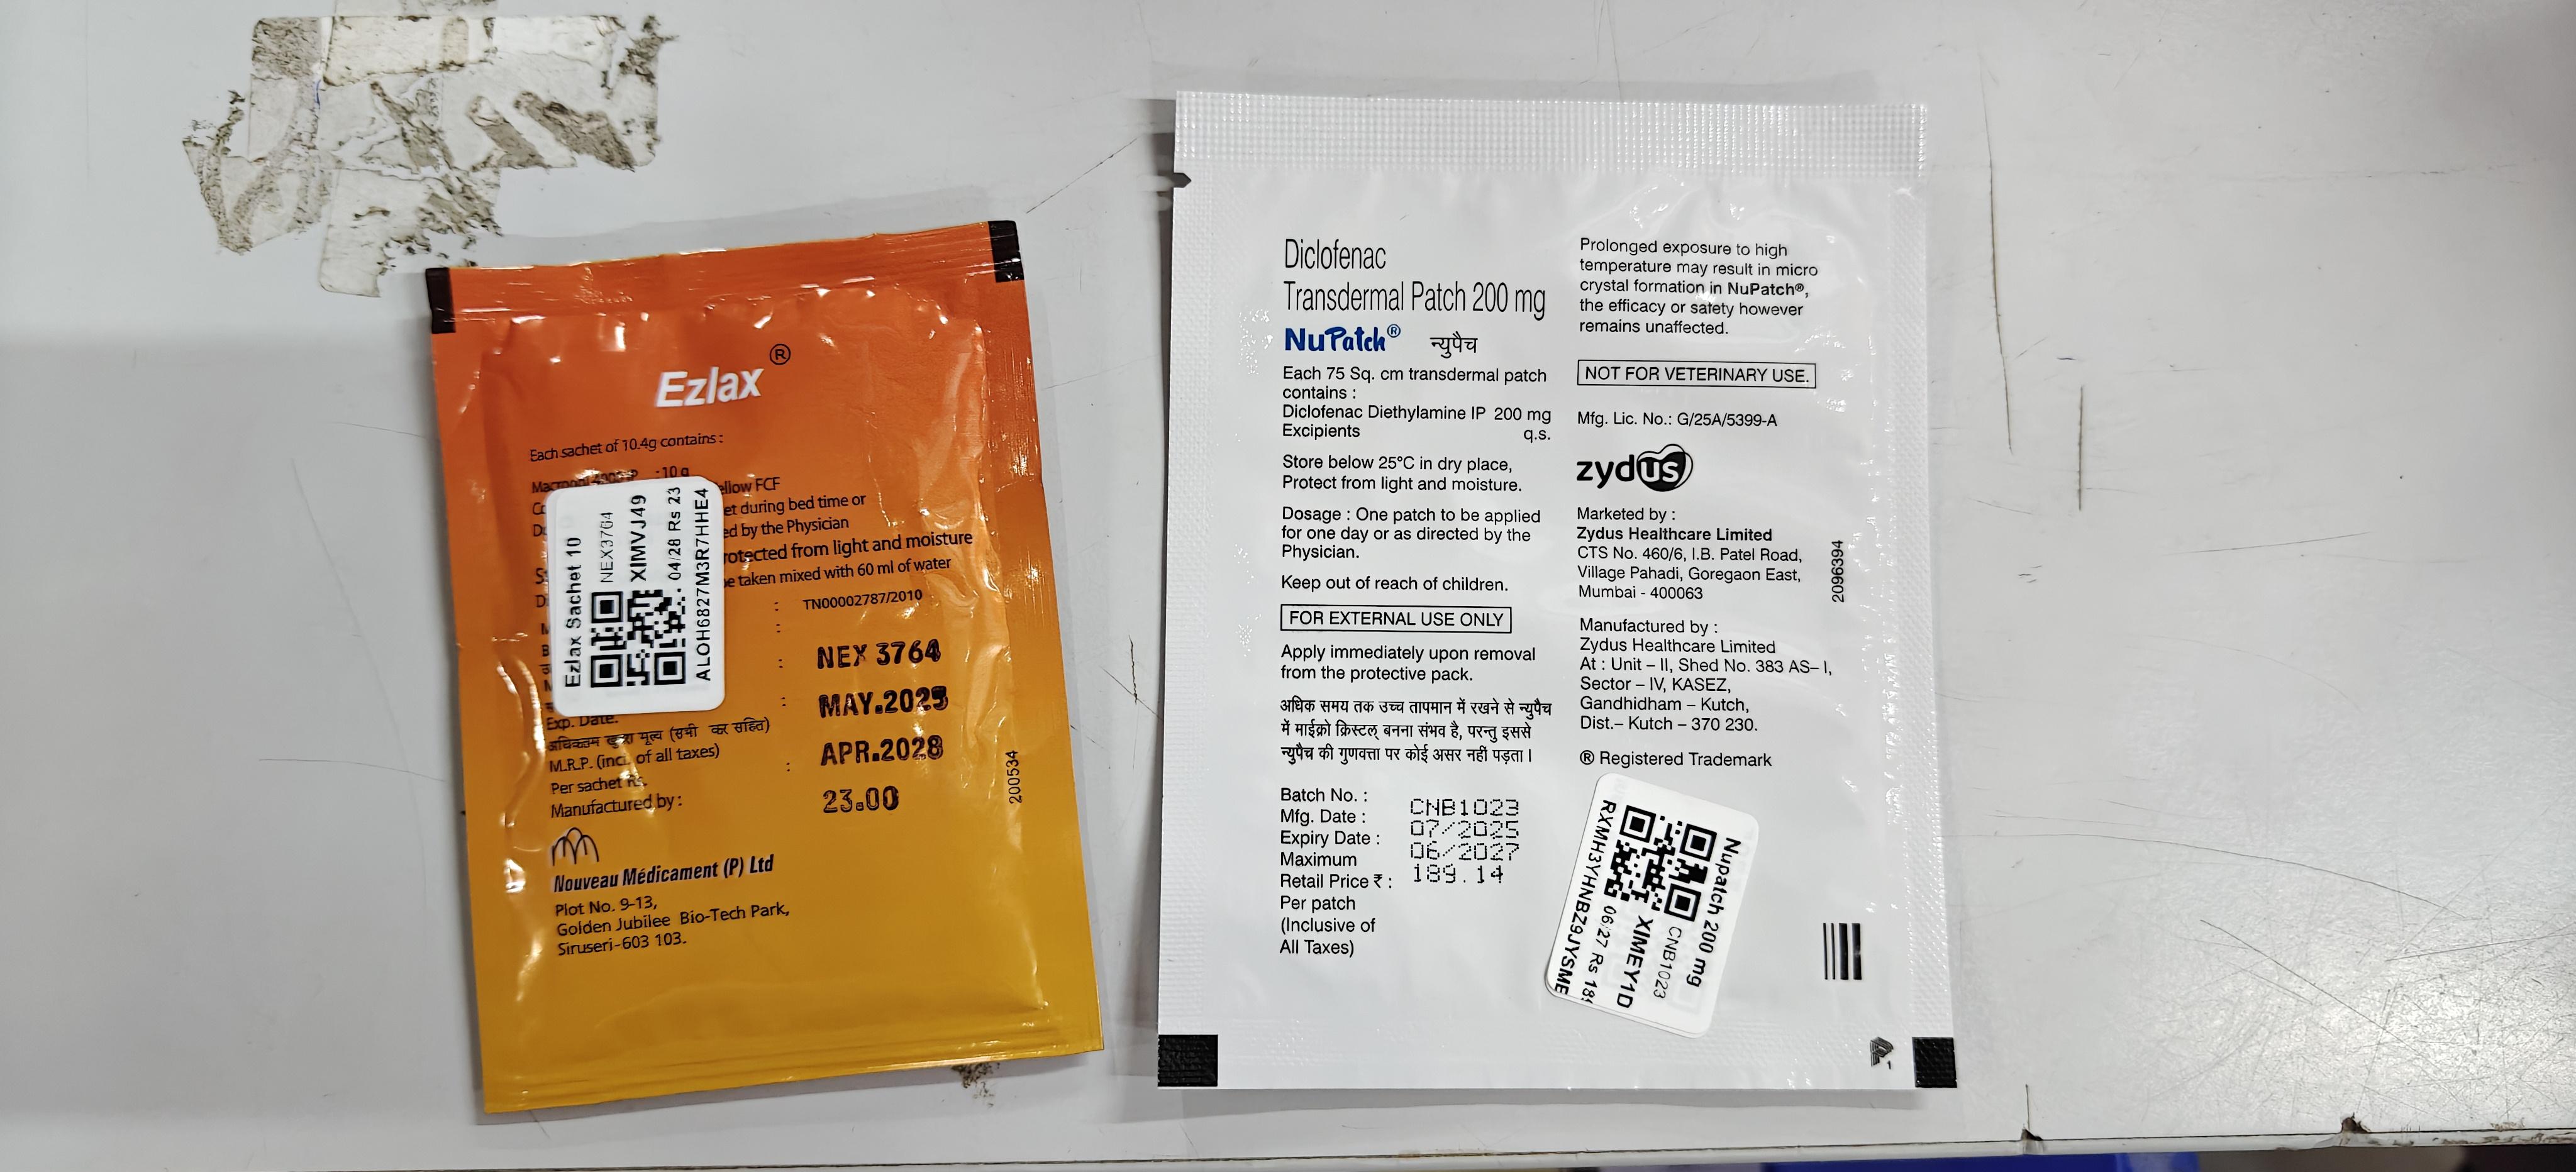 Ezlax ®
Each sachet of 10.4g contains :
: 10 g
ellow FCF
et during bed time or
ed by the Physician
rotected from light and moisture
be taken mixed with 60 ml of water
: TN00002787/2010
:
: NEX 3764
: MAY.2025
Exp. Date.
: APR.2028
अधिकतम खुदरा मूल्य (सभी कर सहित)
M.R.P. (incl. of all taxes)
Per sachet Rs.
: 23.00
Manufactured by :
Nouveau Médicament (P) Ltd
Plot No. 9-13,
Golden Jubilee Bio-Tech Park,
Siruseri-603 103.
200534
Ezlax Sachet 10
NEX3764
XIMVJ49
04/28 Rs 23
ALOH6827M3R7HHE4
Diclofenac
Transdermal Patch 200 mg
NuPatch® न्युपैच
Each 75 Sq. cm transdermal patch
contains :
Diclofenac Diethylamine IP 200 mg
Excipients q.s.
Store below 25°C in dry place,
Protect from light and moisture.
Dosage : One patch to be applied
for one day or as directed by the
Physician.
Keep out of reach of children.
FOR EXTERNAL USE ONLY
Apply immediately upon removal
from the protective pack.
अधिक समय तक उच्च तापमान में रखने से न्युपैच
में माईक्रो क्रिस्टल् बनना संभव है, परन्तु इससे
न्युपैच की गुणवत्ता पर कोई असर नहीं पड़ता ।
Batch No. : CNB1023
Mfg. Date : 07/2025
Expiry Date : 06/2027
Maximum
Retail Price ₹ : 189.14
Per patch
(Inclusive of
All Taxes)
Prolonged exposure to high
temperature may result in micro
crystal formation in NuPatch®,
the efficacy or safety however
remains unaffected.
NOT FOR VETERINARY USE.
Mfg. Lic. No.: G/25A/5399-A
zydus
Marketed by :
Zydus Healthcare Limited
CTS No. 460/6, I.B. Patel Road,
Village Pahadi, Goregaon East,
Mumbai - 400063
Manufactured by :
Zydus Healthcare Limited
At : Unit – II, Shed No. 383 AS– I,
Sector – IV, KASEZ,
Gandhidham – Kutch,
Dist.– Kutch – 370 230.
® Registered Trademark
2096394
Nupatch 200 mg
CNB1023
XIMEY1D
06/27 Rs 18
RXMH3YHNBZ9JYSME
1